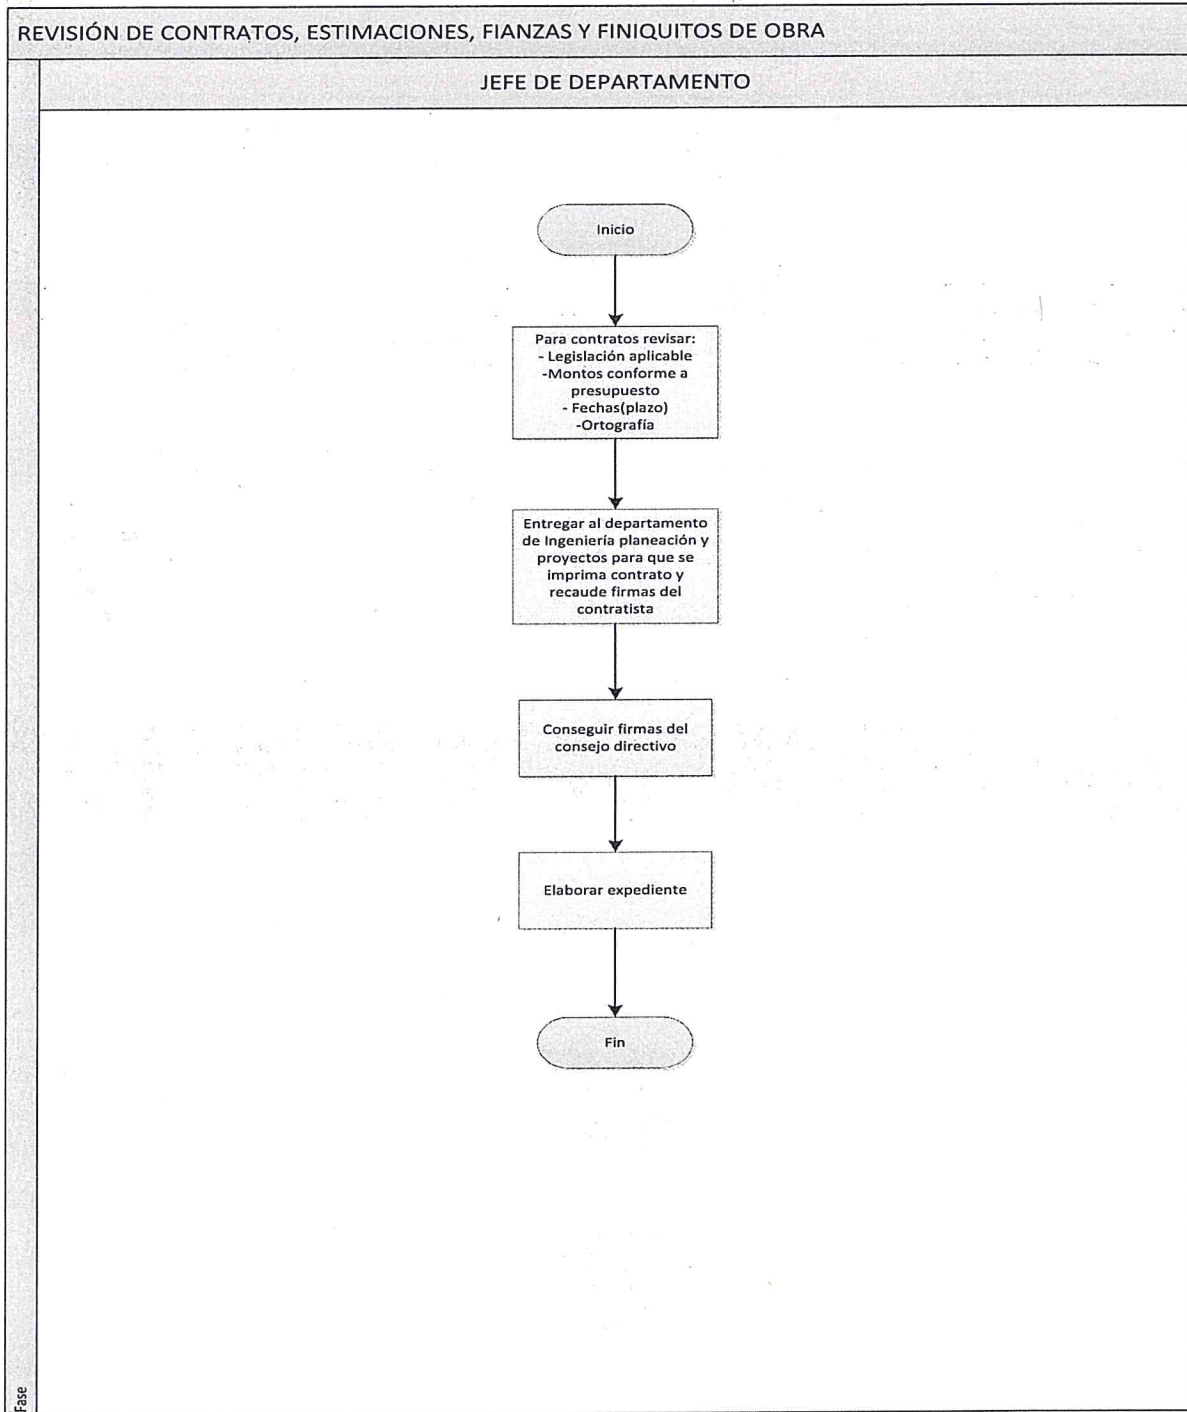 REVISIÓN DE CONTRATOS, ESTIMACIONES, FIANZAS Y FINIQUITOS DE OBRA
JEFE DE DEPARTAMENTO
Inicio
Para contratos revisar:
- Legislación aplicable
-Montos conforme a
presupuesto
- Fechas(plazo)
-Ortografía
Entregar al departamento
de Ingeniería planeación y
proyectos para que se
imprima contrato y
recaude firmas del
contratista
Conseguir firmas del
consejo directivo
Elaborar expediente
Fin
Fase